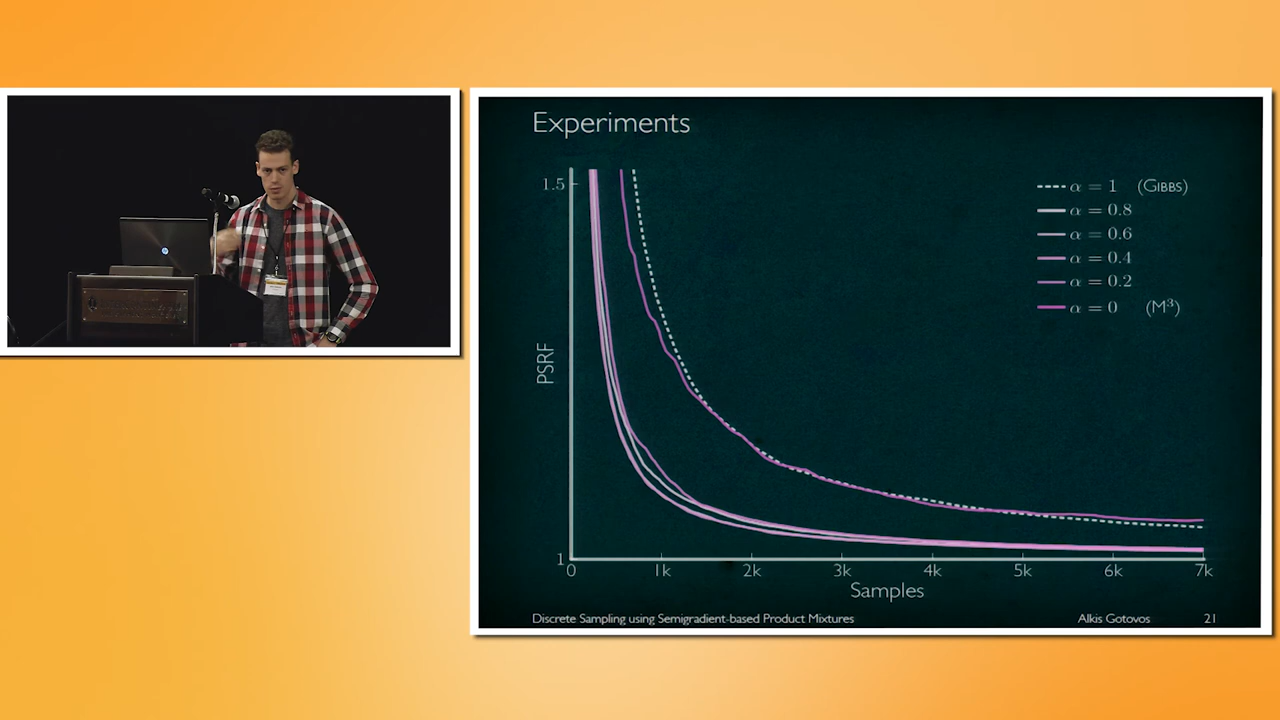 Experiments
1.5
α = 1 (GIBBS)
α = 0.8
α = 0.6
α = 0.4
α = 0.2
α = 0 (M³)
PSRF
1
0 1k 2k 3k 4k 5k 6k 7k
Samples
Discrete Sampling using Semigradient-based Product Mixtures Alkis Gotovos 21